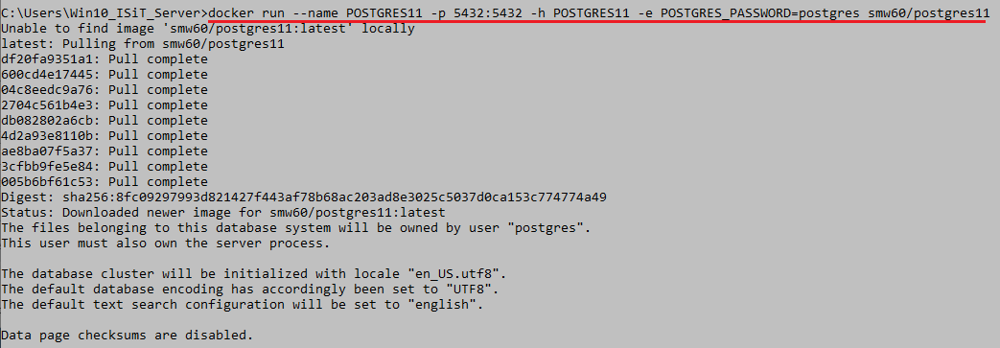 C:\Users\Win10_ISiT_Server>docker run --name POSTGRES11 -p 5432:5432 -h POSTGRES11 -e POSTGRES_PASSWORD=postgres smw60/postgres11
Unable to find image 'smw60/postgres11:latest' locally
latest: Pulling from smw60/postgres11
df20fa9351a1: Pull complete
600cd4e17445: Pull complete
04c8eedc9a76: Pull complete
2704c561b4e3: Pull complete
db082802a6cb: Pull complete
4d2a93e8110b: Pull complete
ae8ba07f5a37: Pull complete
3cfbb9fe5e84: Pull complete
005b6bf61c53: Pull complete
Digest: sha256:8fc09297993d821427f443af78b68ac203ad8e3025c5037d0ca153c774774a49
Status: Downloaded newer image for smw60/postgres11:latest
The files belonging to this database system will be owned by user "postgres".
This user must also own the server process.
The database cluster will be initialized with locale "en_US.utf8".
The default database encoding has accordingly been set to "UTF8".
The default text search configuration will be set to "english".
Data page checksums are disabled.